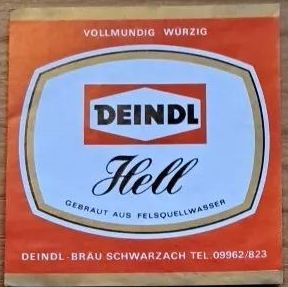 VOLLMUNDIG WÜRZIG
DEINDL
Hell
GEBRAUT AUS FELSQUELLWASSER
DEINDL-BRÄU SCHWARZACH TEL. 09962/823